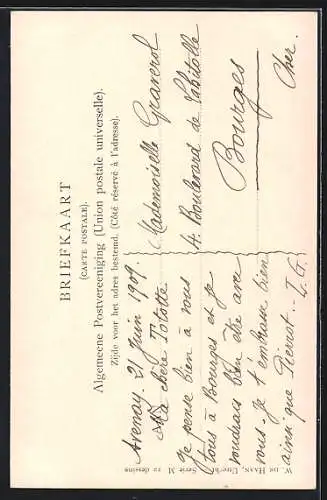 BRIEFKAART
(CARTE POSTALE).
Algemeene Postvereeniging (Union postale universelle).
Zijde voor het adres bestemd. (Côté réservé à l'adresse).
Avenay. 21 Juin 1909.
Ma chère Tototte
Je pense bien à vous
tous à Bourges et je
voudrais bien être avec
vous. Je t'embrasse bien
ainsi que Pierrot.
Mademoiselle Graverol
4 Boulevard de
Bourges
Cher.
W. DE HAAN, Utrecht. Serie M 12 dessins